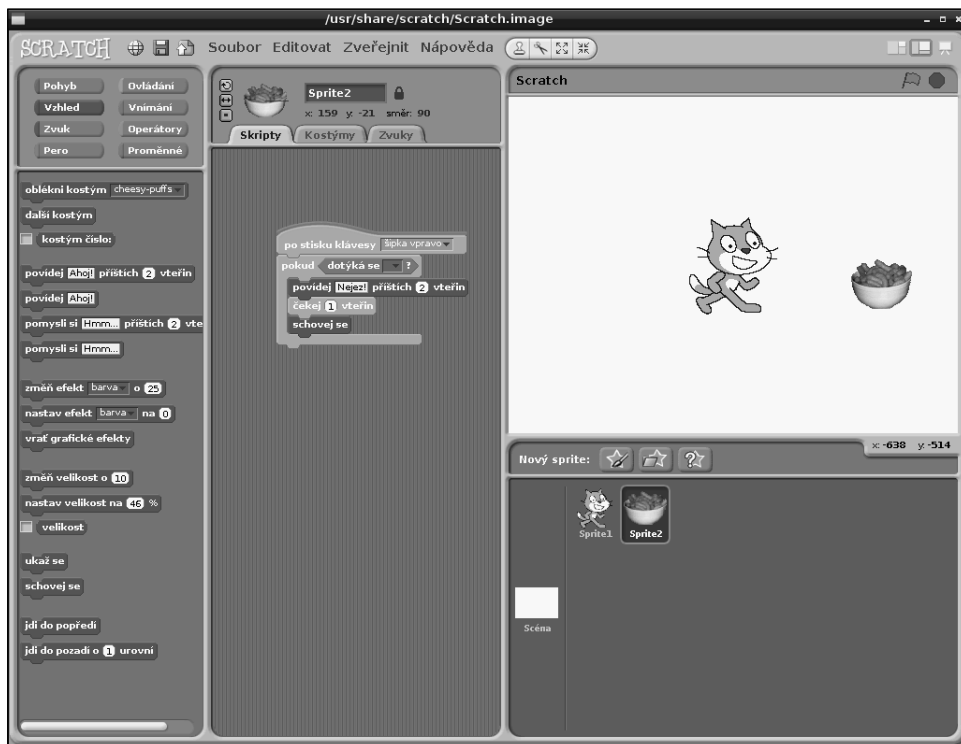 /usr/share/scratch/Scratch.image
SCRATCH Soubor Editovat Zveřejnit Nápověda
Pohyb Ovládání
Vzhled Vnímání
Zvuk Operátory
Pero Proměnné
oblékni kostým cheesy-puffs
další kostým
kostým číslo:
povídej Ahoj! příštích 2 vteřin
povídej Ahoj!
pomysli si Hmm... příštích 2 vte
pomysli si Hmm...
změň efekt barva o 25
nastav efekt barva na 0
vrať grafické efekty
změň velikost o 10
nastav velikost na 46 %
velikost
ukaž se
schovej se
jdi do popředí
jdi do pozadí o 1 urovní
Sprite2
x: 159 y: -21 směr: 90
Skripty Kostýmy Zvuky
po stisku klávesy šipka vpravo
pokud dotýká se ?
povídej Nejez! příštích 2 vteřin
čekej 1 vteřin
schovej se
Scratch
x: -638 y: -514
Nový sprite:
Sprite1 Sprite2
Scéna